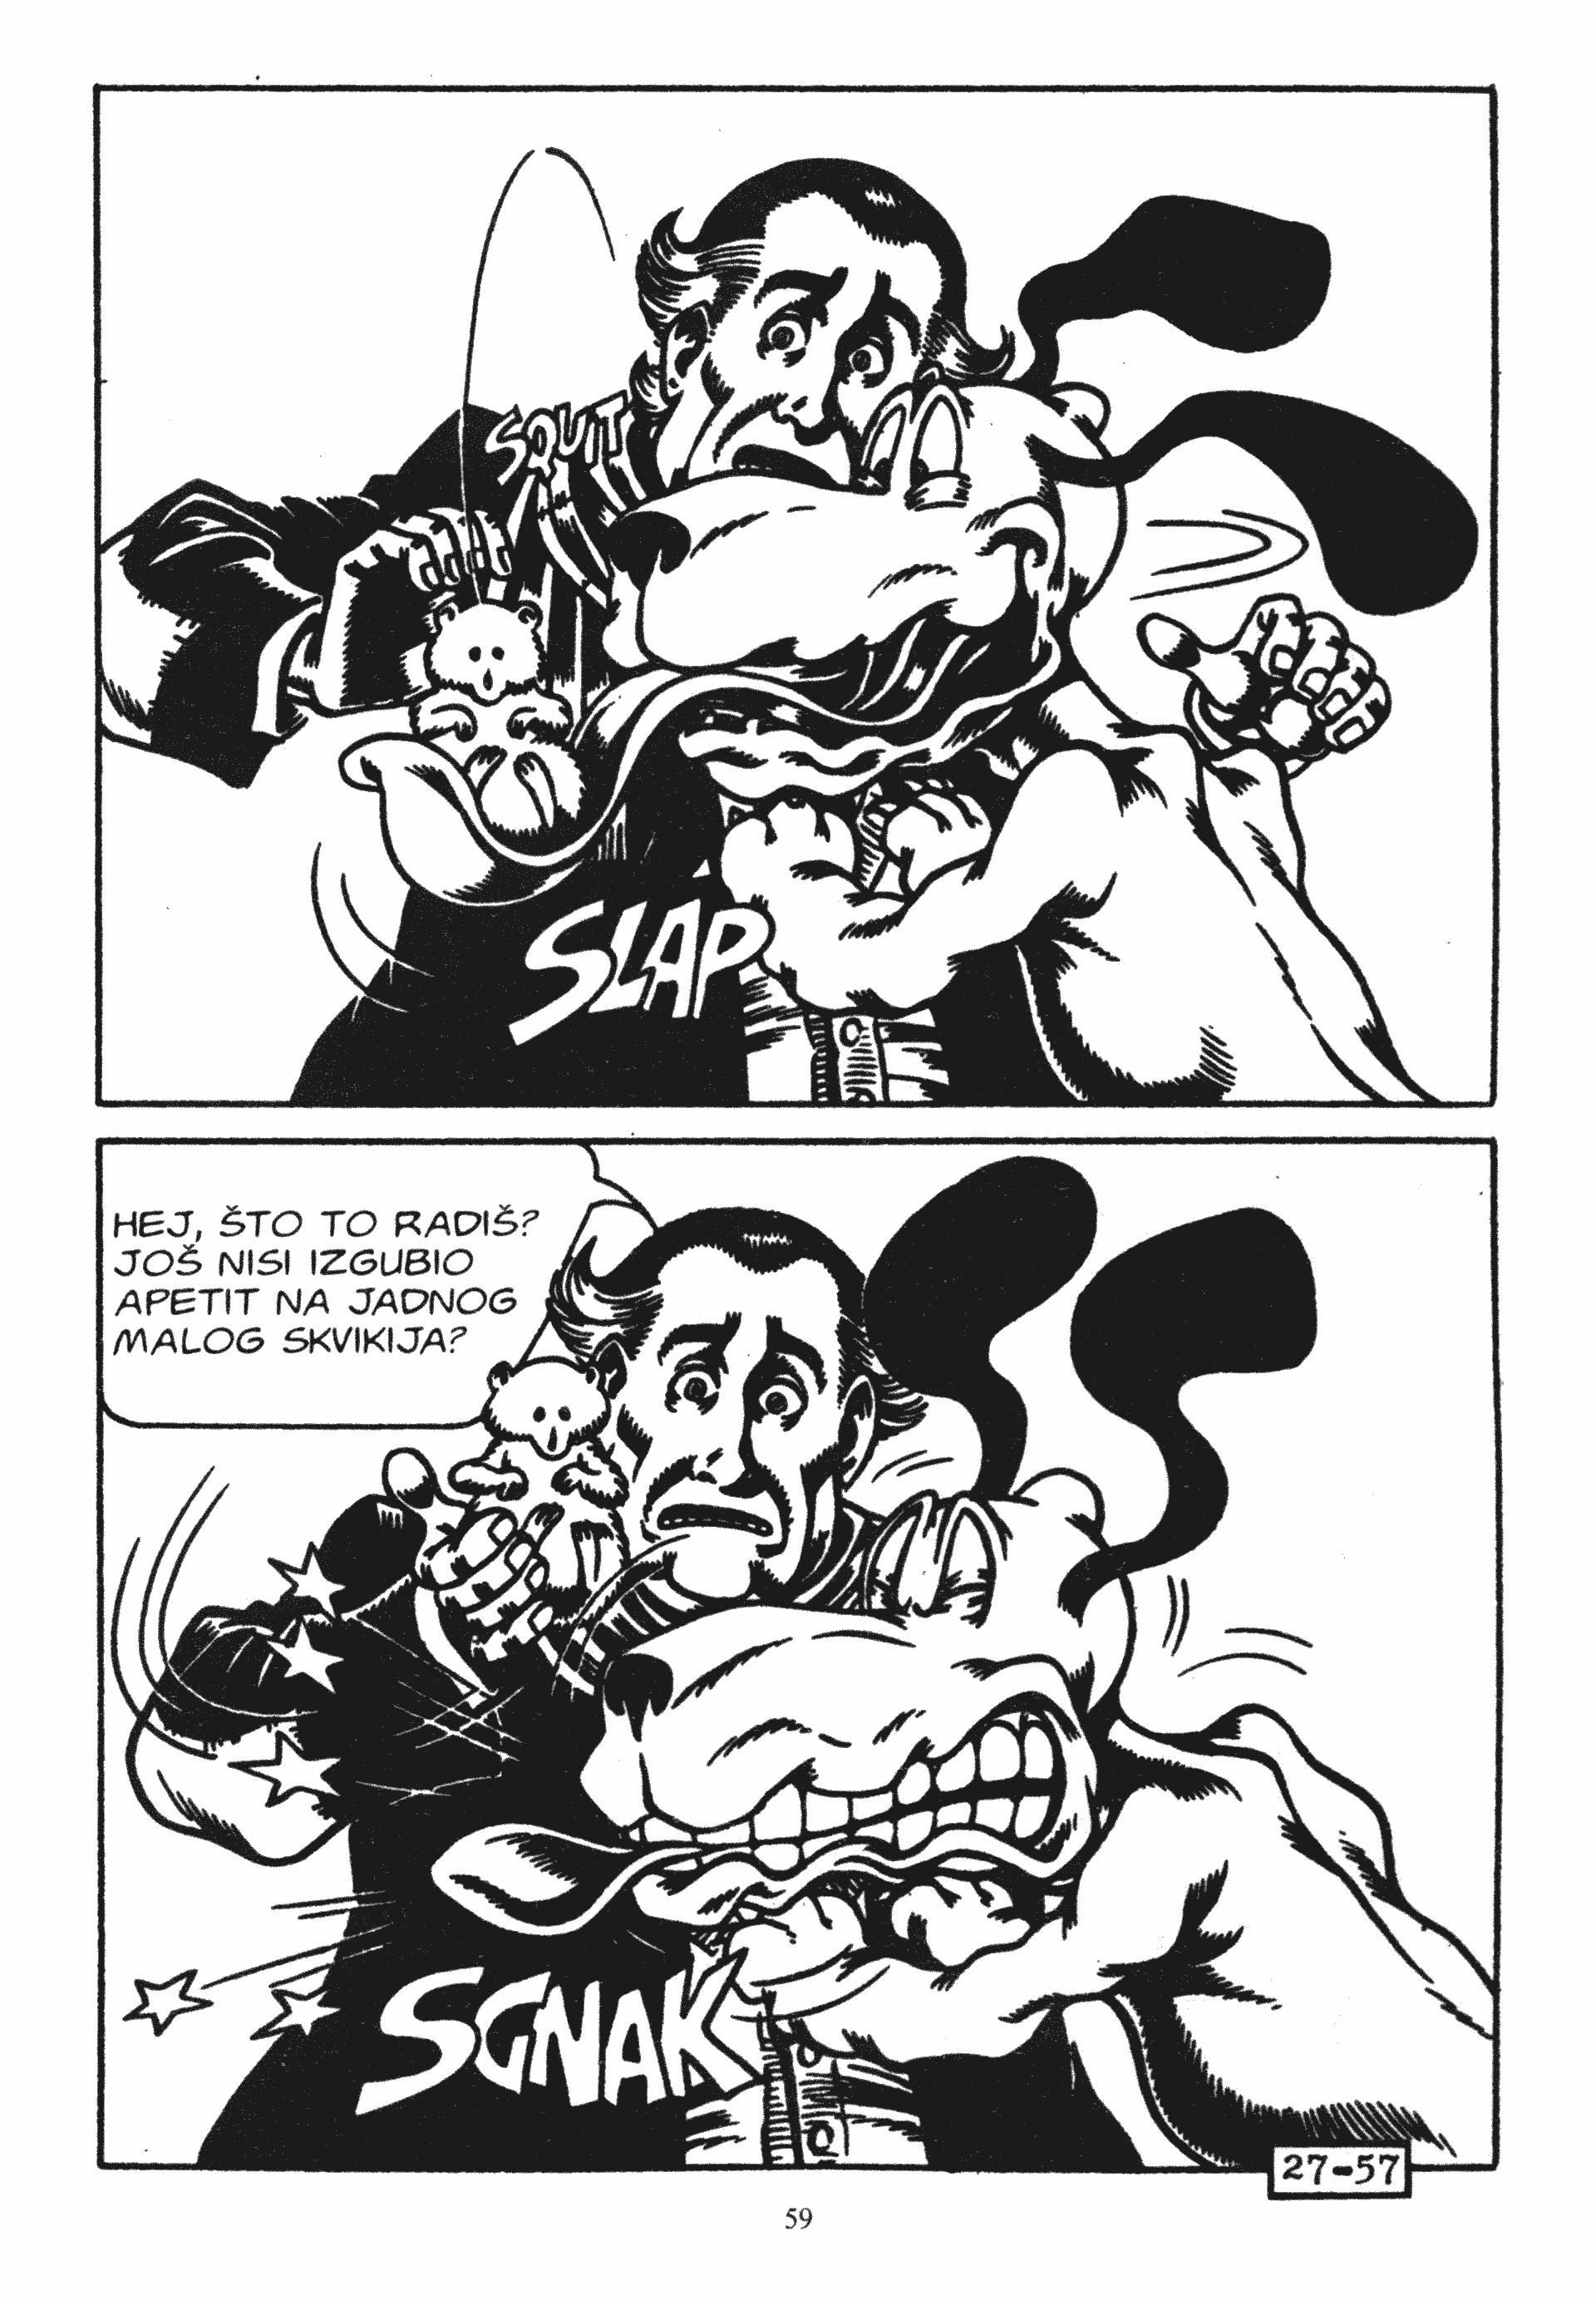 SQUIT
SLAP
HEJ, ŠTO TO RADIŠ?
JOŠ NISI IZGUBIO
APETIT NA JADNOG
MALOG SKVIKIJA?
SGNAK
27-57
59